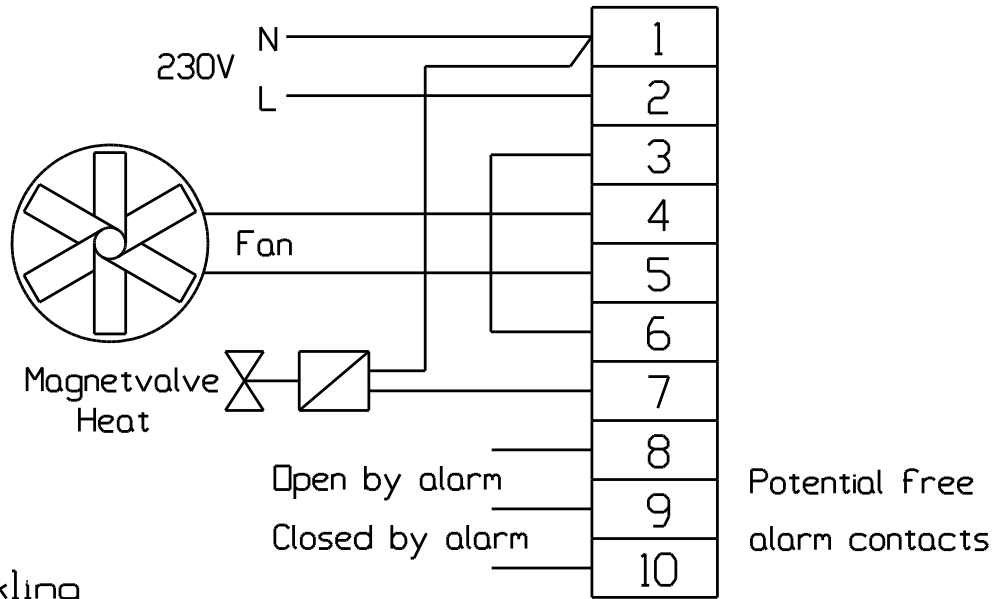 N
230V
L
Fan
Magnetvalve
Heat
Open by alarm
Closed by alarm
1
2
3
4
5
6
7
8
9
10
Potential free
alarm contacts